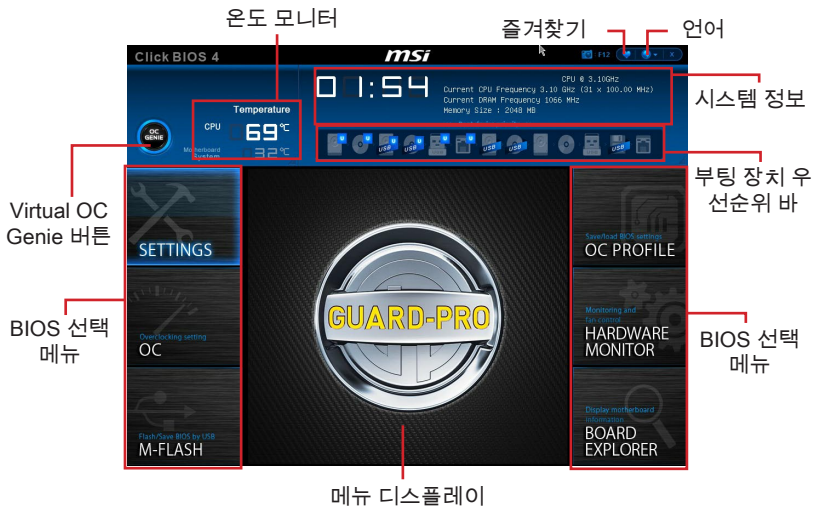 온도 모니터
즐겨찾기
언어
Click BIOS 4
msi
F12
01:54
CPU @ 3.10GHz
Current CPU Frequency 3.10 GHz (31 x 100.00 MHz)
Current DRAM Frequency 1066 MHz
Memory Size : 2048 MB
시스템 정보
Temperature
CPU
69℃
Motherboard
System
32℃
OC
GENIE
U
U
USB U
USB U
U
U
USB
USB
USB
부팅 장치 우
선순위 바
Virtual OC
Genie 버튼
SETTINGS
Save/load BIOS settings
OC PROFILE
GUARD-PRO
BIOS 선택
메뉴
Overclocking setting
OC
Monitoring and
fan control
HARDWARE
MONITOR
BIOS 선택
메뉴
Flash/Save BIOS by USB
M-FLASH
Display motherboard
information
BOARD
EXPLORER
메뉴 디스플레이